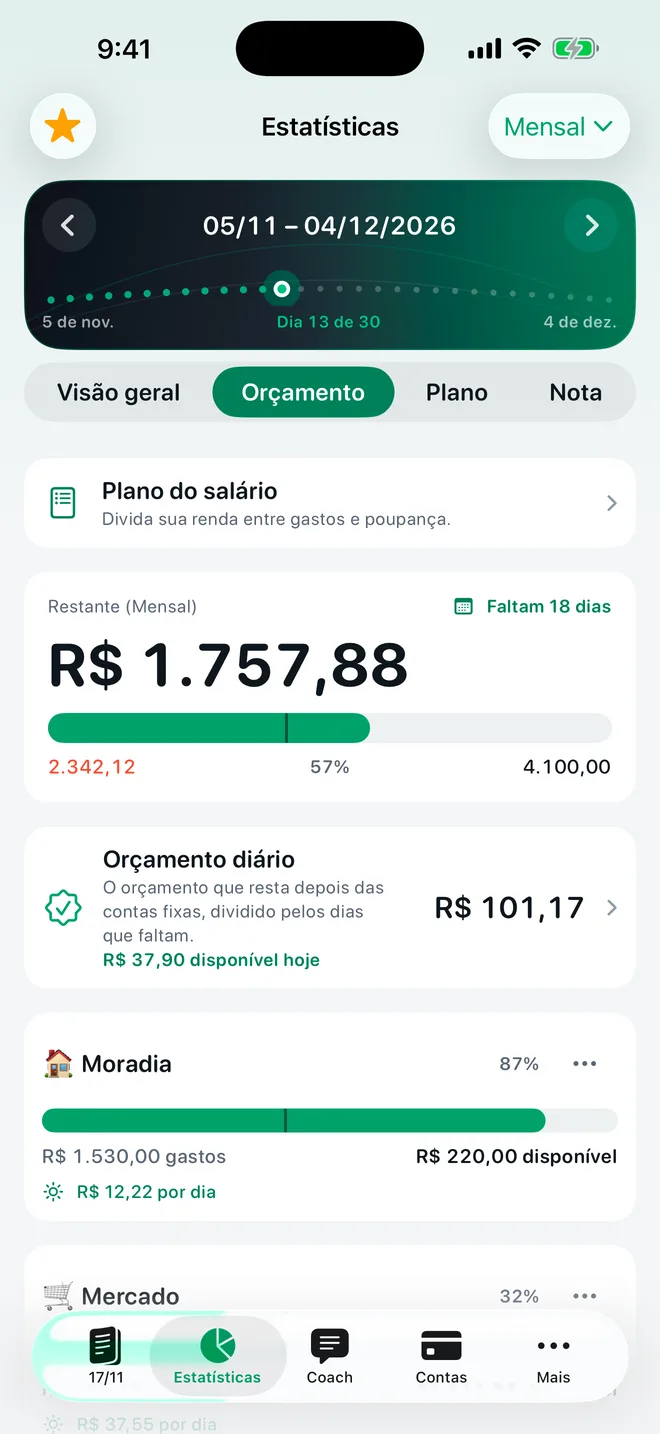 9:41
Estatísticas
Mensal
05/11 – 04/12/2026
5 de nov.
Dia 13 de 30
4 de dez.
Visão geral
Orçamento
Plano
Nota
Plano do salário
Divida sua renda entre gastos e poupança.
Restante (Mensal)
Faltam 18 dias
R$ 1.757,88
2.342,12
57%
4.100,00
Orçamento diário
O orçamento que resta depois das
contas fixas, dividido pelos dias
que faltam.
R$ 101,17
R$ 37,90 disponível hoje
Moradia
87%
R$ 1.530,00 gastos
R$ 220,00 disponível
R$ 12,22 por dia
Mercado
32%
17/11
Estatísticas
Coach
Contas
Mais
R$ 37,55 por dia